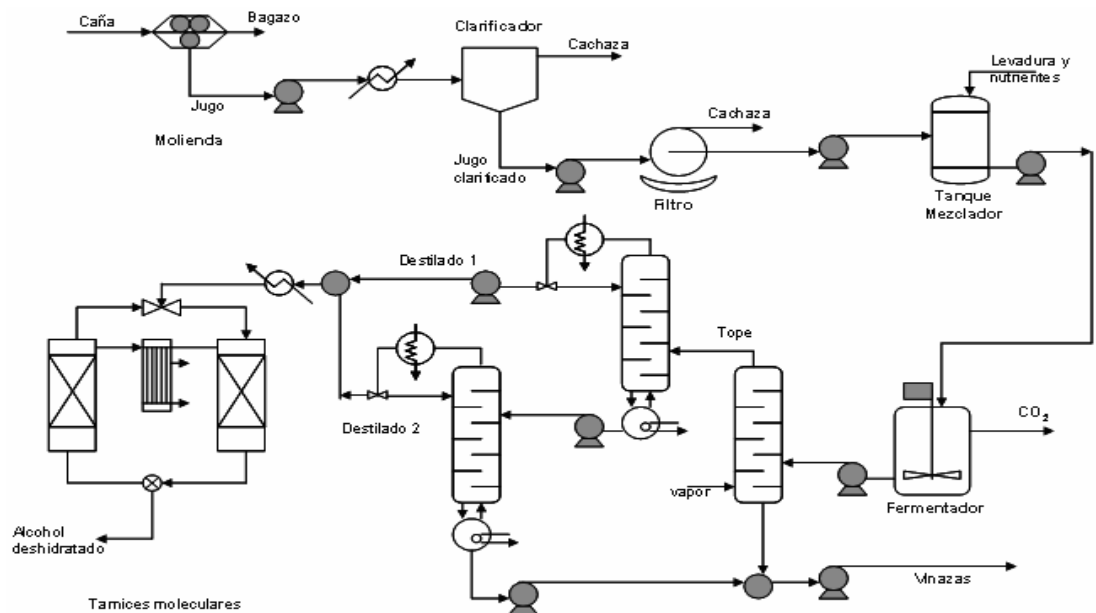 Caña
Bagazo
Clarificador
Cachaza
Levadura y
nutrientes
Jugo
Molienda
Cachaza
Jugo
clarificado
Filtro
Tanque
Mezclador
Destilado 1
Tope
Destilado 2
CO2
vapor
Fermentador
Alcohol
deshidratado
Vinazas
Tamices moleculares